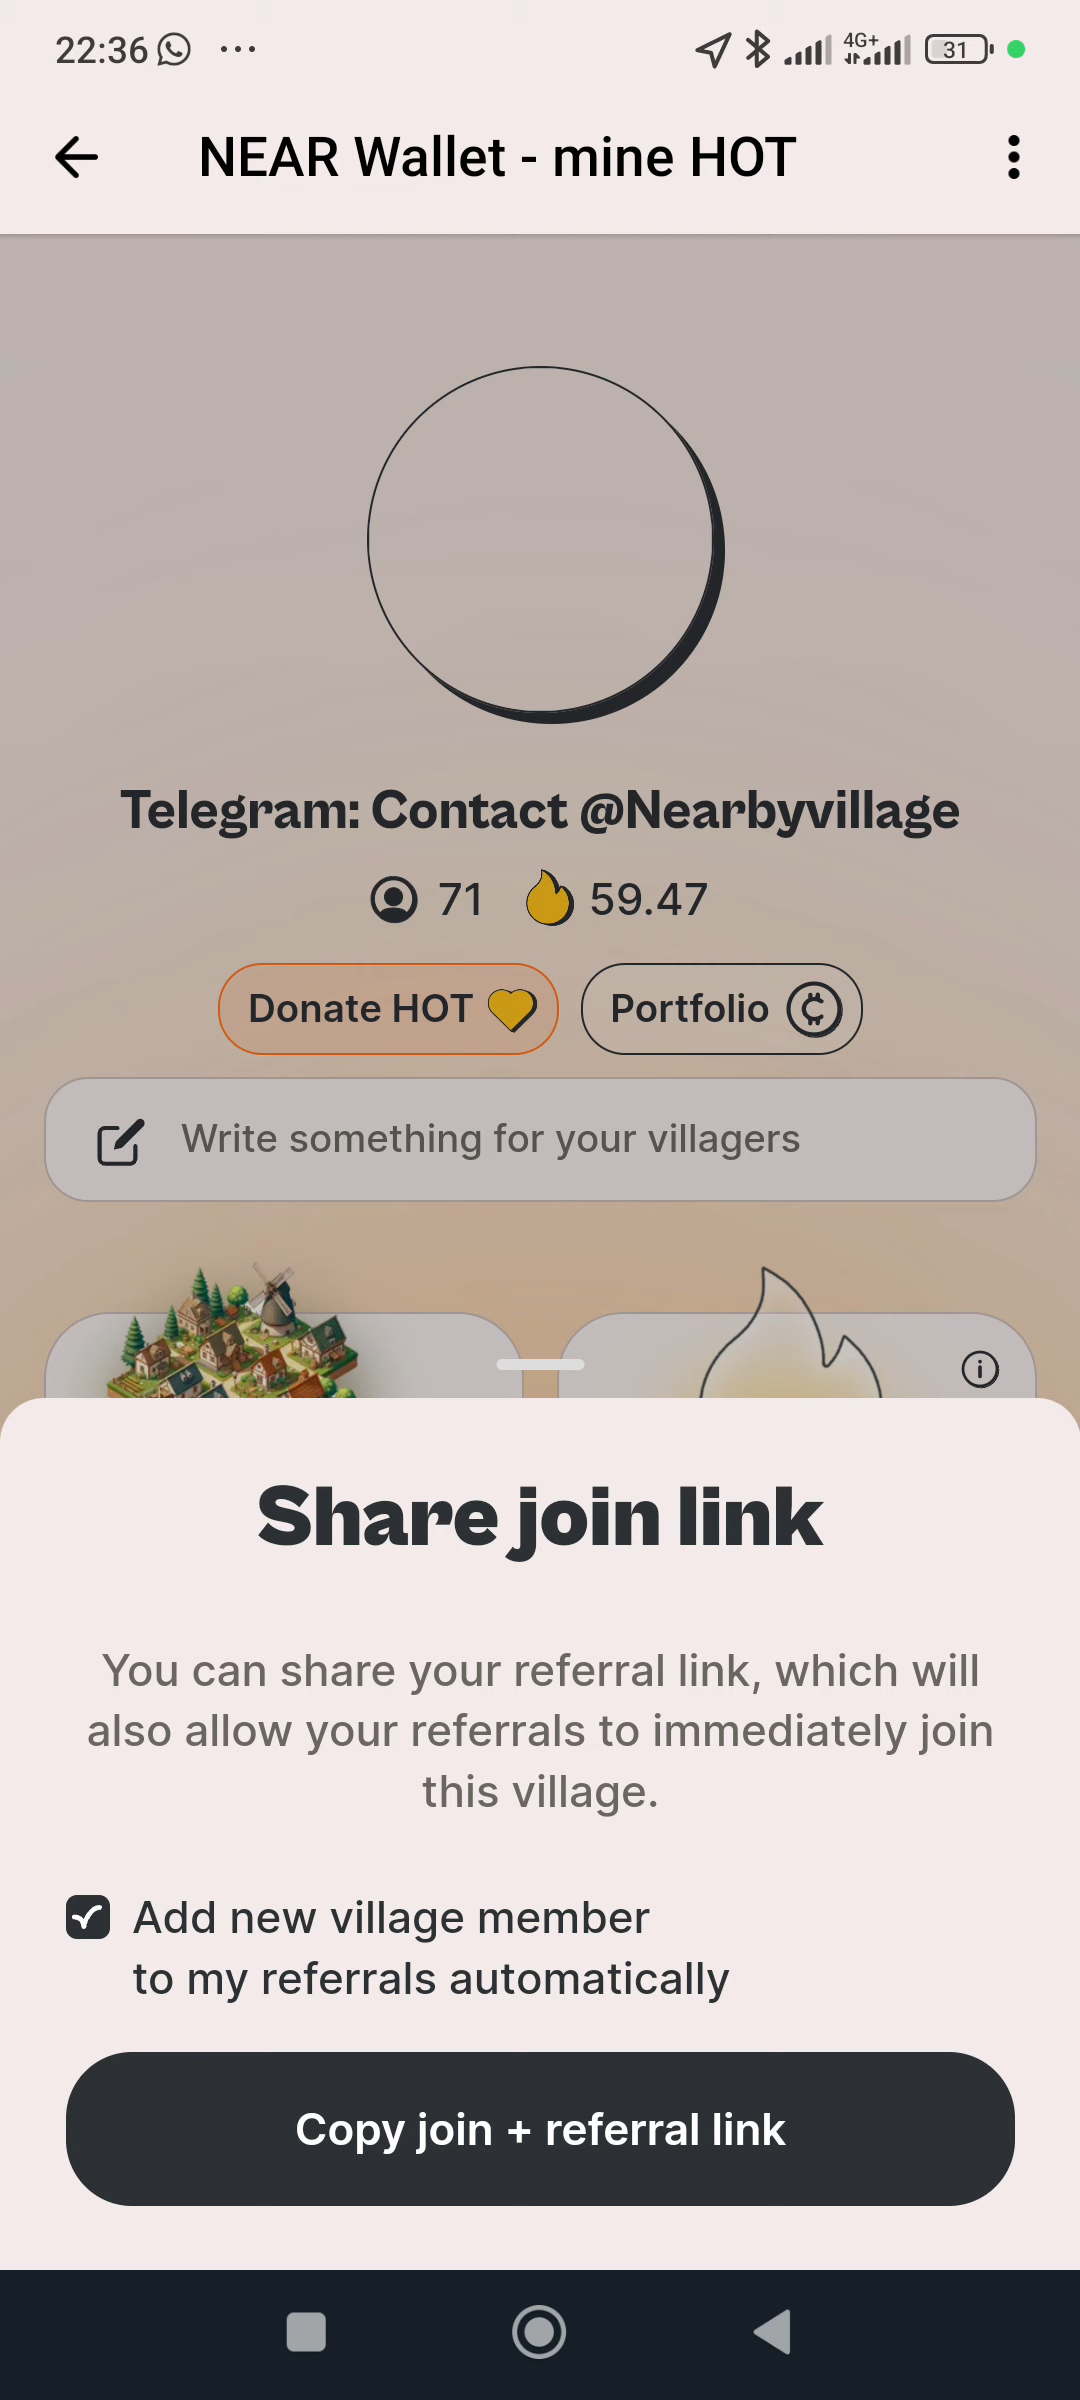 22:36
4G+
31
NEAR Wallet - mine HOT
Telegram: Contact @Nearbyvillage
71 59.47
Donate HOT Portfolio
Write something for your villagers
Share join link
You can share your referral link, which will
also allow your referrals to immediately join
this village.
Add new village member
to my referrals automatically
Copy join + referral link